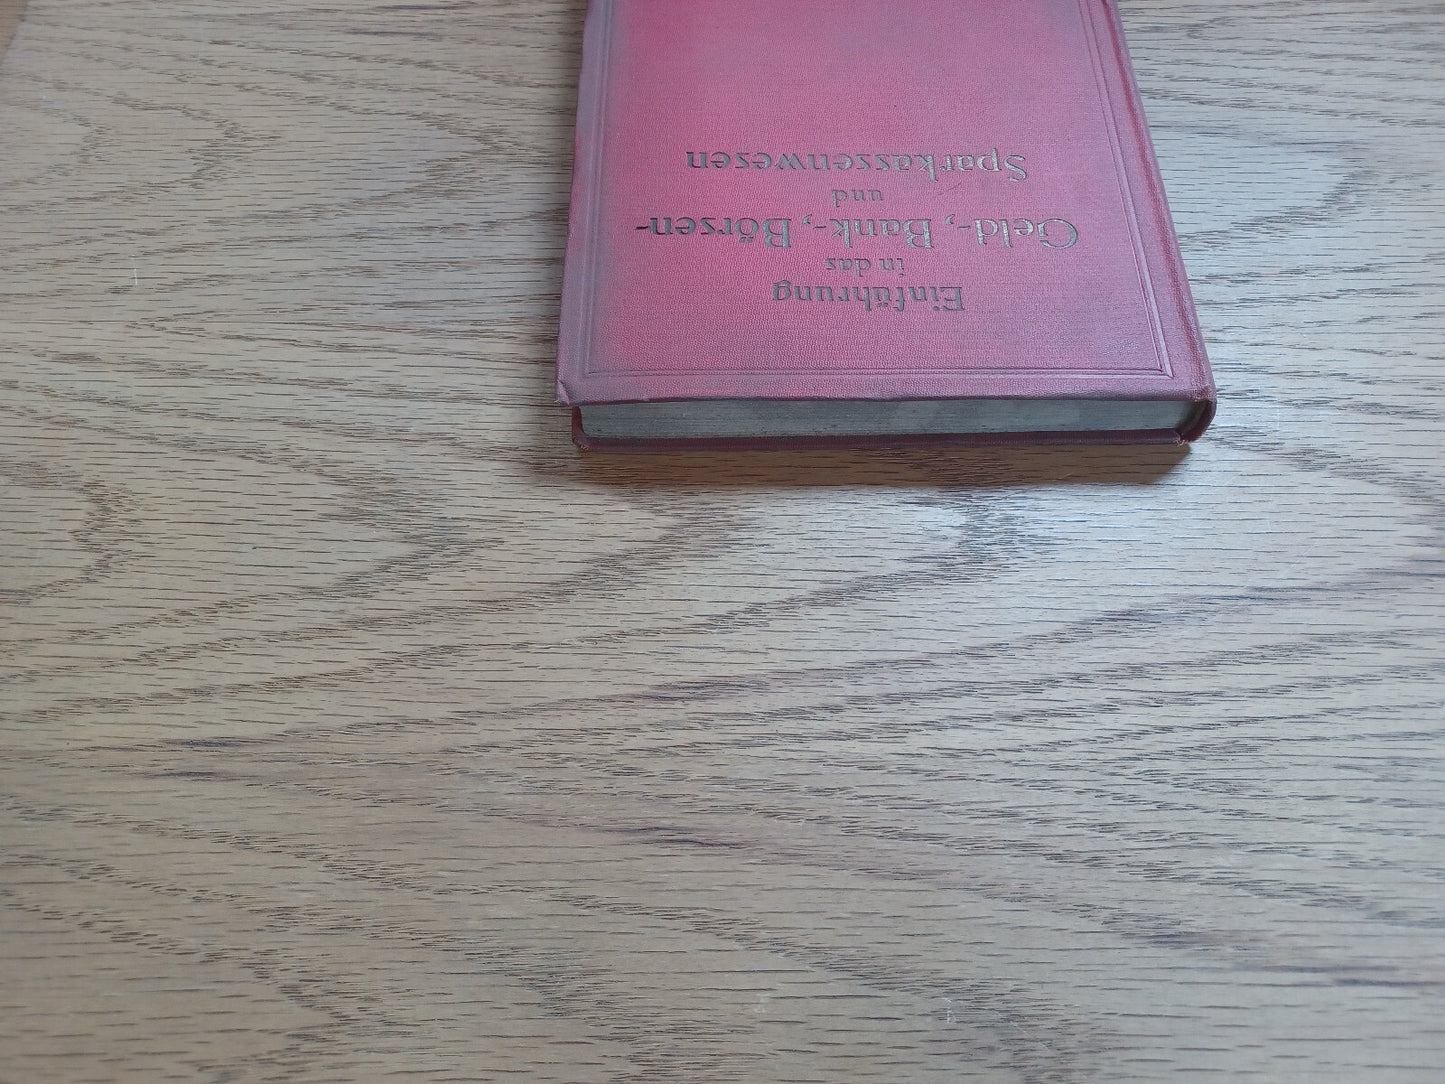 Einführung
in das
Geld-, Bank-, Börsen-
und
Sparkassenwesen